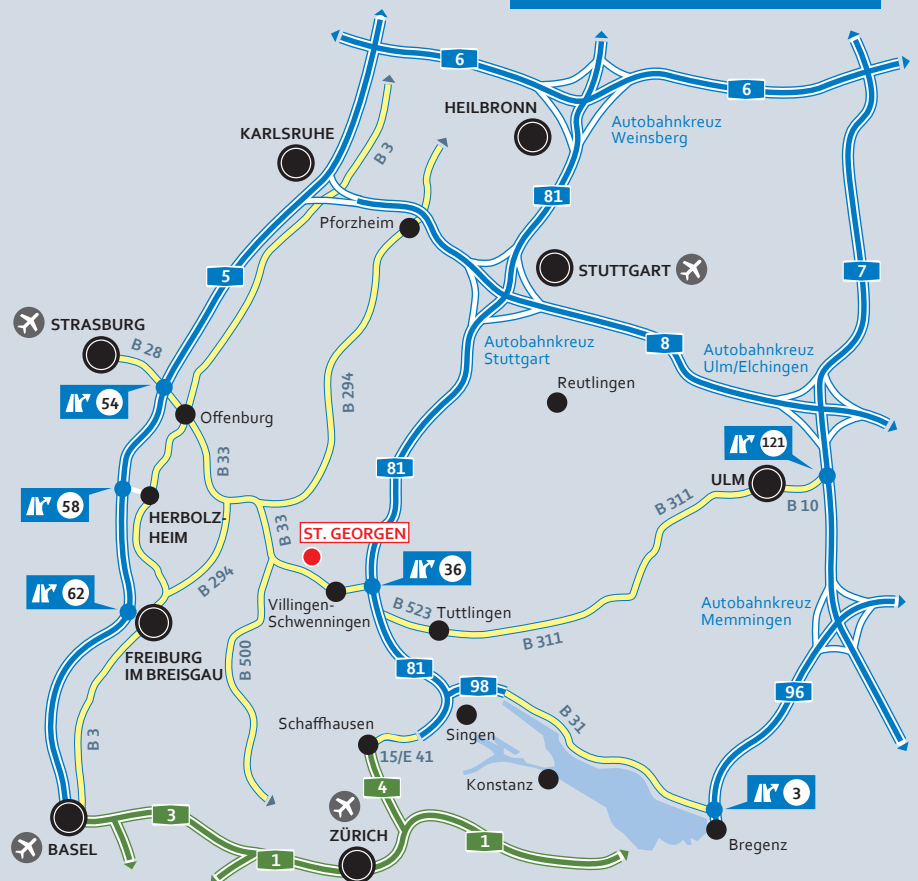 6
HEILBRONN
6
Autobahnkreuz
Weinsberg
KARLSRUHE
B 3
81
Pforzheim
5
STUTTGART
7
STRASBURG
B 28
Autobahnkreuz
Stuttgart
8
Autobahnkreuz
Ulm/Elchingen
54
Offenburg
B 294
Reutlingen
B 33
81
121
ULM
58
HERBOLZ-
HEIM
B 33
B 311
B 10
ST. GEORGEN
36
62
B 294
Villingen-
Schwenningen
B 523
Tuttlingen
Autobahnkreuz
Memmingen
FREIBURG
IM BREISGAU
B 500
B 311
81
98
96
Schaffhausen
Singen
B 31
B 3
15/E 41
Konstanz
4
3
3
ZÜRICH
1
1
BASEL
Bregenz